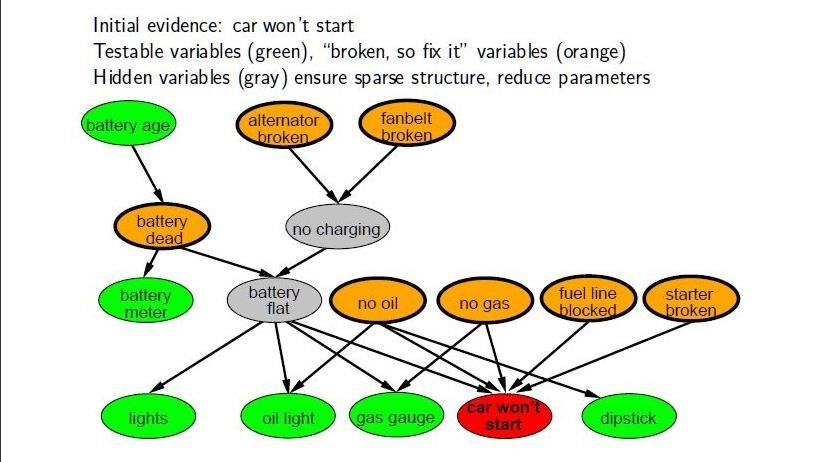 Initial evidence: car won't start
Testable variables (green), “broken, so fix it” variables (orange)
Hidden variables (gray) ensure sparse structure, reduce parameters
battery age
alternator
broken
fanbelt
broken
battery
dead
no charging
battery
meter
battery
flat
no oil
no gas
fuel line
blocked
starter
broken
lights
oil light
gas gauge
car won't
start
dipstick